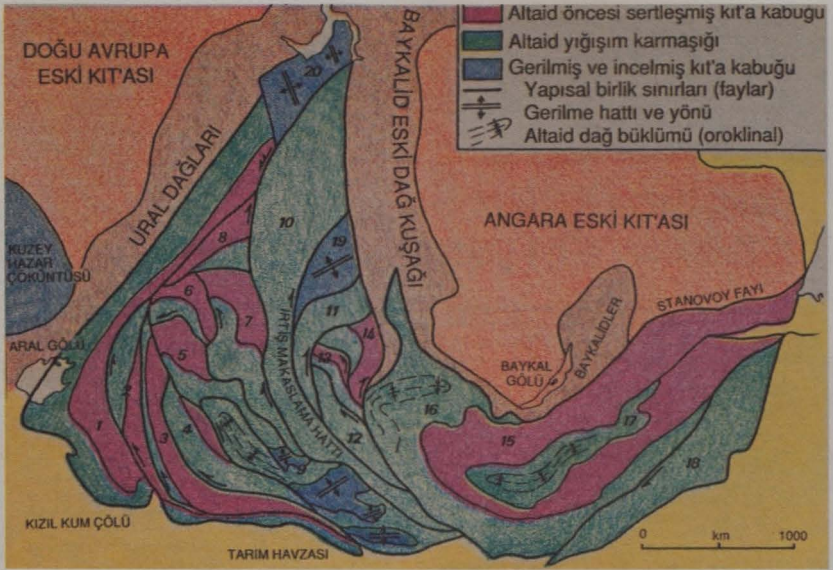 Altaid öncesi sertleşmiş kıt'a kabuğu
Altaid yığışım karmaşığı
Gerilmiş ve incelmiş kıt'a kabuğu
Yapısal birlik sınırları (faylar)
Gerilme hattı ve yönü
Altaid dağ büklümü (oroklinal)
DOĞU AVRUPA
ESKİ KIT'ASI
URAL DAĞLARI
BAYKALİD ESKİ DAĞ KUŞAĞI
ANGARA ESKİ KIT'ASI
KUZEY
HAZAR
ÇÖKÜNTÜSÜ
ARAL GÖLÜ
İRTİŞ MAKASLAMA HATTI
BAYKAL
GÖLÜ
BAYKALİDLER
STANOVOY FAYI
KIZIL KUM ÇÖLÜ
TARIM HAVZASI
20
10
19
8
6
7
11
14
13
5
1
2
3
4
9
12
16
15
17
18
0 km 1000